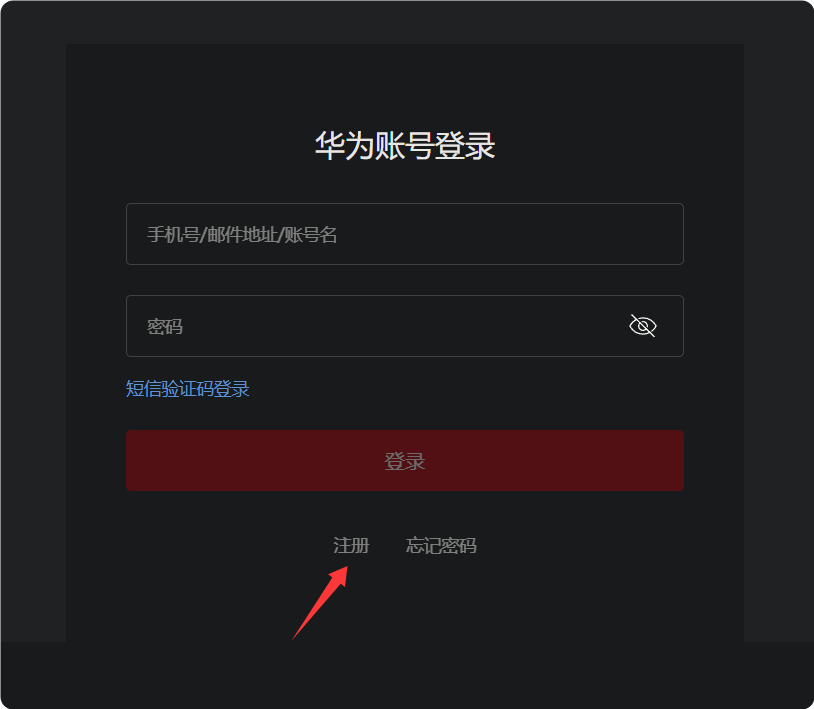 华为账号登录
手机号/邮件地址/账号名
密码
短信验证码登录
登录
注册 忘记密码